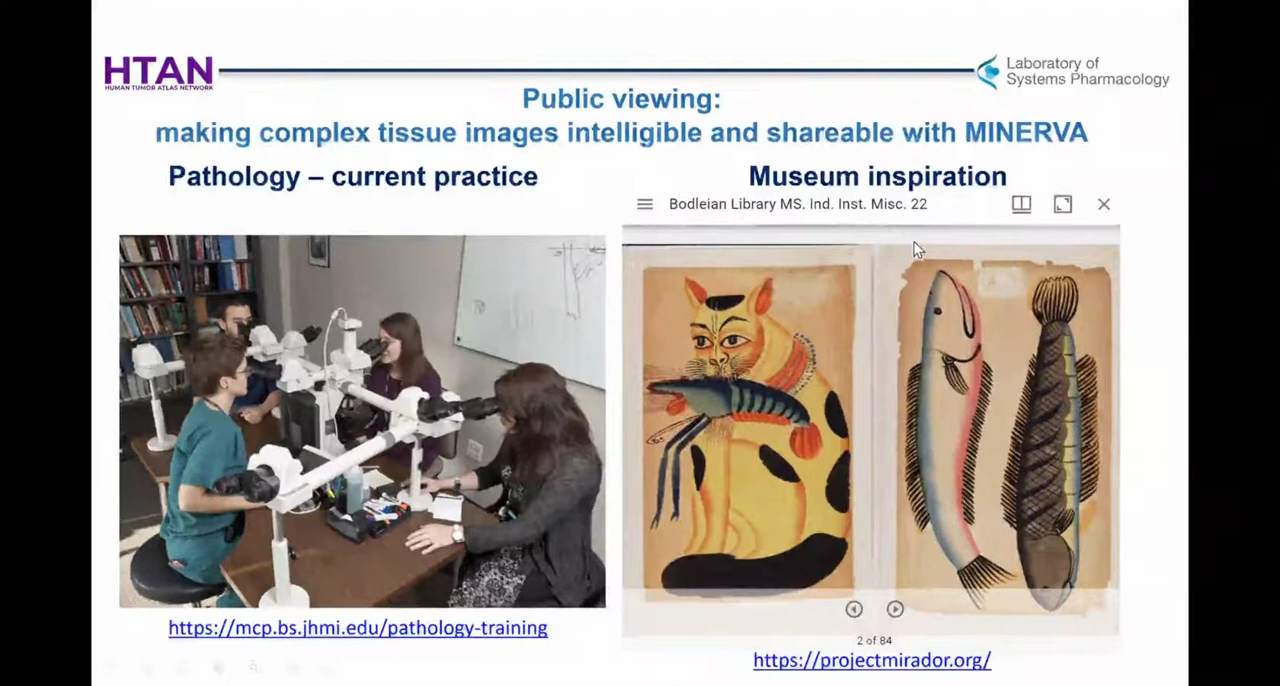 HTAN
HUMAN TUMOR ATLAS NETWORK
Laboratory of
Systems Pharmacology
Public viewing:
making complex tissue images intelligible and shareable with MINERVA
Pathology – current practice
Museum inspiration
Bodleian Library MS. Ind. Inst. Misc. 22
2 of 84
https://mcp.bs.jhmi.edu/pathology-training
https://projectmirador.org/